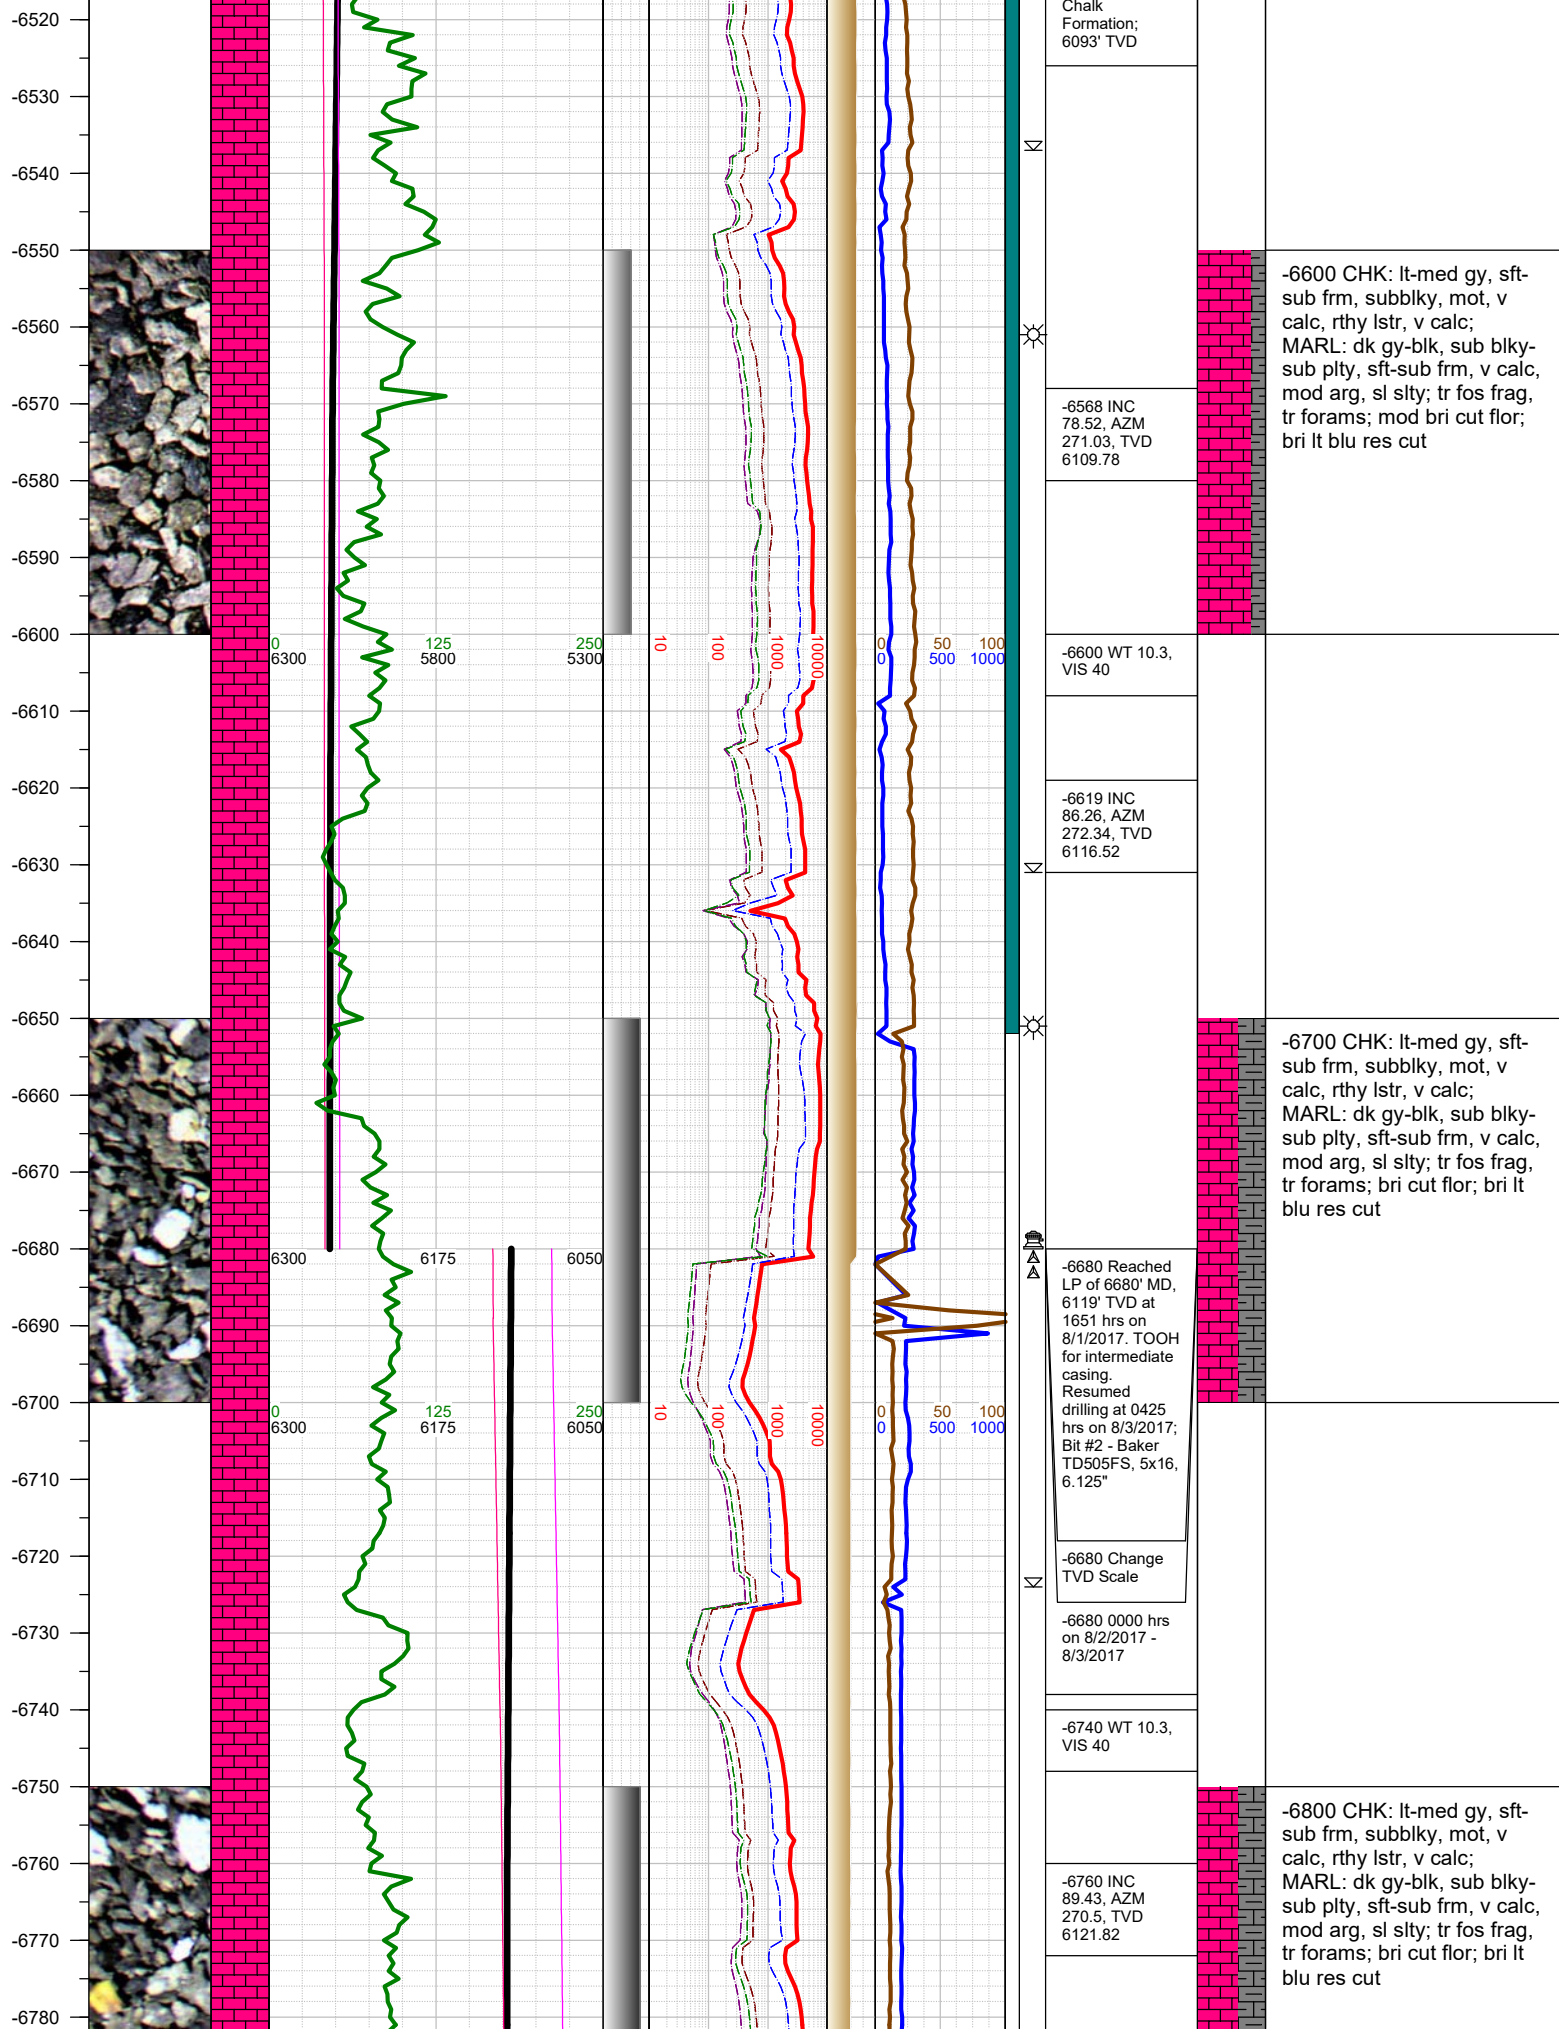 -6520
-6530
-6540
-6550
-6560
-6570
-6580
-6590
-6600
-6610
-6620
-6630
-6640
-6650
-6660
-6670
-6680
-6690
-6700
-6710
-6720
-6730
-6740
-6750
-6760
-6770
-6780
0 125 250
6300 5800 5300
10 100 1000 10000
0 50 100
0 500 1000
6300 6175 6050
0 125 250
6300 6175 6050
10 100 1000 10000
0 50 100
0 500 1000
Chalk
Formation;
6093' TVD
-6568 INC
78.52, AZM
271.03, TVD
6109.78
-6600 WT 10.3,
VIS 40
-6619 INC
86.26, AZM
272.34, TVD
6116.52
-6680 Reached
LP of 6680' MD,
6119' TVD at
1651 hrs on
8/1/2017. TOOH
for intermediate
casing.
Resumed
drilling at 0425
hrs on 8/3/2017;
Bit #2 - Baker
TD505FS, 5x16,
6.125"
-6680 Change
TVD Scale
-6680 0000 hrs
on 8/2/2017 -
8/3/2017
-6740 WT 10.3,
VIS 40
-6760 INC
89.43, AZM
270.5, TVD
6121.82
-6600 CHK: lt-med gy, sft-
sub frm, subblky, mot, v
calc, rthy lstr, v calc;
MARL: dk gy-blk, sub blky-
sub plty, sft-sub frm, v calc,
mod arg, sl slty; tr fos frag,
tr forams; mod bri cut flor;
bri lt blu res cut
-6700 CHK: lt-med gy, sft-
sub frm, subblky, mot, v
calc, rthy lstr, v calc;
MARL: dk gy-blk, sub blky-
sub plty, sft-sub frm, v calc,
mod arg, sl slty; tr fos frag,
tr forams; bri cut flor; bri lt
blu res cut
-6800 CHK: lt-med gy, sft-
sub frm, subblky, mot, v
calc, rthy lstr, v calc;
MARL: dk gy-blk, sub blky-
sub plty, sft-sub frm, v calc,
mod arg, sl slty; tr fos frag,
tr forams; bri cut flor; bri lt
blu res cut